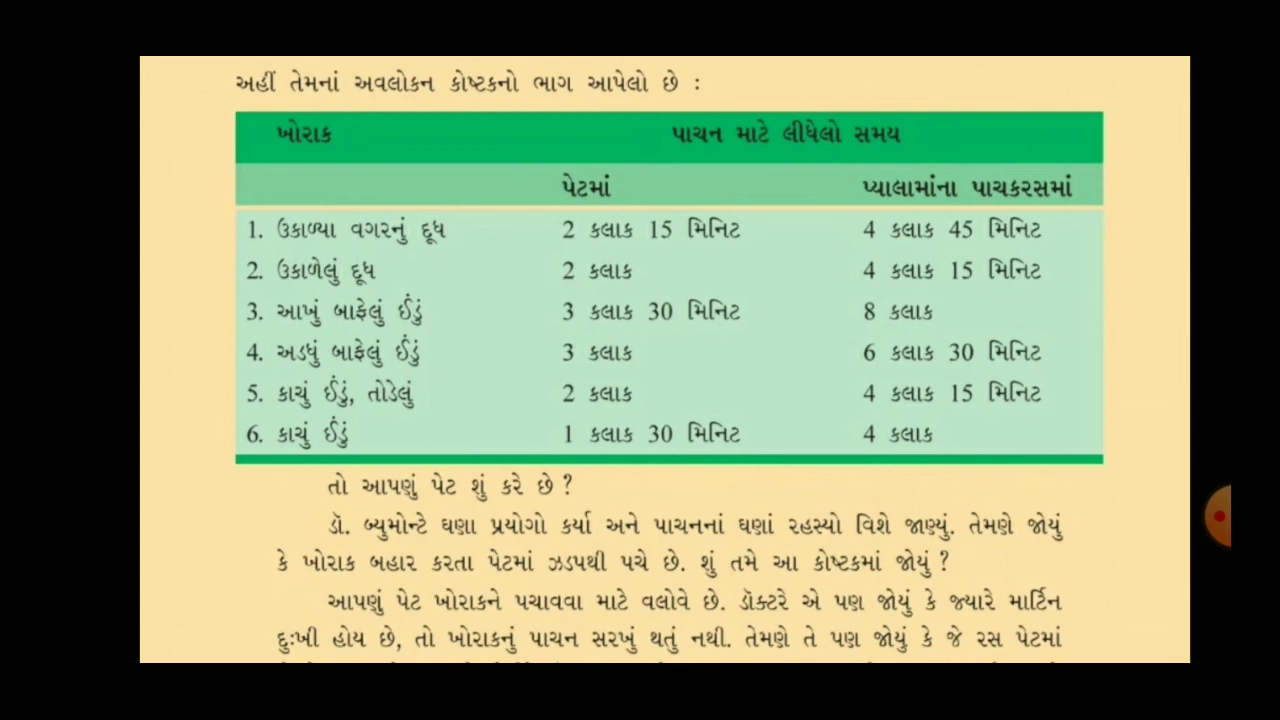 અહીં તેમનાં અવલોકન કોષ્ટકનો ભાગ આપેલો છે :
ખોરાક પાચન માટે લીધેલો સમય
પેટમાં પ્યાલામાંના પાચકરસમાં
1. ઉકાળ્યા વગરનું દૂધ 2 કલાક 15 મિનિટ 4 કલાક 45 મિનિટ
2. ઉકાળેલું દૂધ 2 કલાક 4 કલાક 15 મિનિટ
3. આખું બાફેલું ઈંડું 3 કલાક 30 મિનિટ 8 કલાક
4. અડધું બાફેલું ઈંડું 3 કલાક 6 કલાક 30 મિનિટ
5. કાચું ઈંડું, તોડેલું 2 કલાક 4 કલાક 15 મિનિટ
6. કાચું ઈંડું 1 કલાક 30 મિનિટ 4 કલાક
તો આપણું પેટ શું કરે છે ?
ડૉ. બ્યુમોન્ટે ઘણા પ્રયોગો કર્યા અને પાચનનાં ઘણાં રહસ્યો વિશે જાણ્યું. તેમણે જોયું
કે ખોરાક બહાર કરતા પેટમાં ઝડપથી પચે છે. શું તમે આ કોષ્ટકમાં જોયું ?
આપણું પેટ ખોરાકને પચાવવા માટે વલોવે છે. ડૉક્ટરે એ પણ જોયું કે જ્યારે માર્ટિન
દુઃખી હોય છે, તો ખોરાકનું પાચન સરખું થતું નથી. તેમણે તે પણ જોયું કે જે રસ પેટમાં